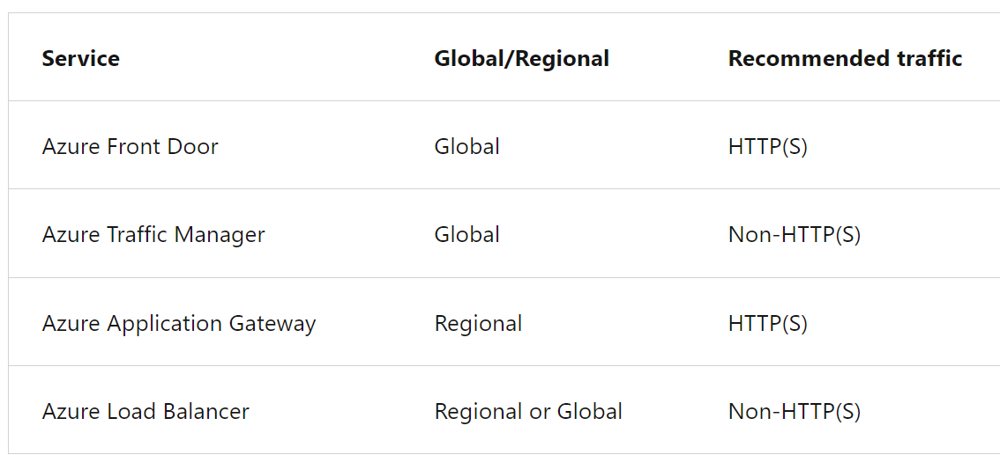 Service Global/Regional Recommended traffic
Azure Front Door Global HTTP(S)
Azure Traffic Manager Global Non-HTTP(S)
Azure Application Gateway Regional HTTP(S)
Azure Load Balancer Regional or Global Non-HTTP(S)